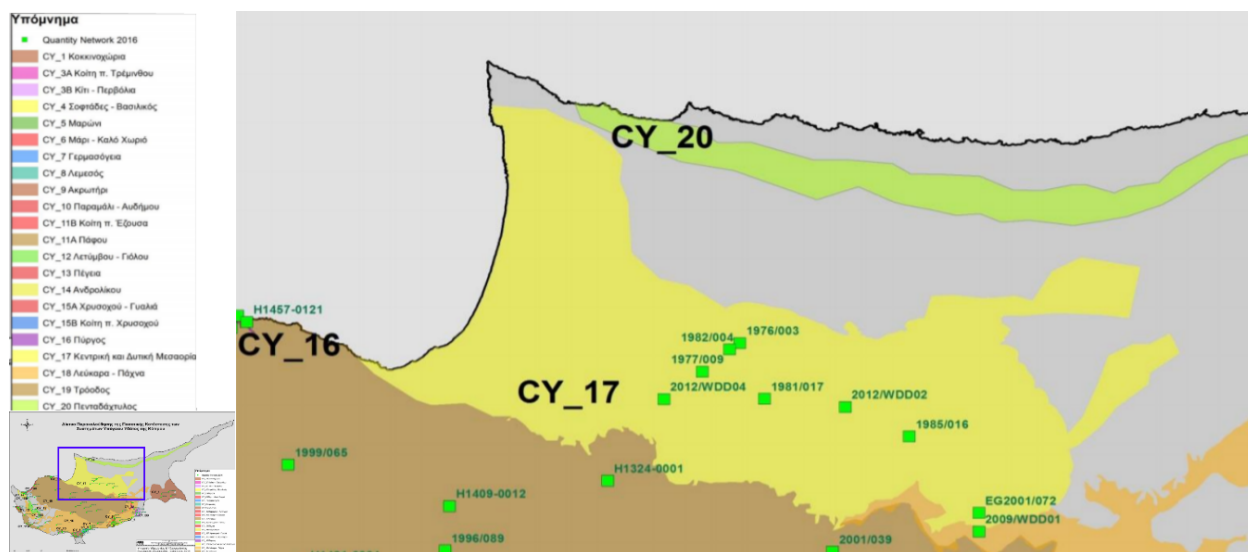 Υπόμνημα
Quantity Network 2016
CY_1 Κοκκινοχώρια
CY_3A Κοίτη π. Τρέμινθου
CY_3B Κίτι - Περβόλια
CY_4 Σοφτάδες - Βασιλικός
CY_5 Μαρώνι
CY_6 Μάρι - Καλό Χωριό
CY_7 Γερμασόγεια
CY_8 Λεμεσός
CY_9 Ακρωτήρι
CY_10 Παραμάλι - Αυδήμου
CY_11B Κοίτη π. Έζουσα
CY_11A Πάφου
CY_12 Λετύμβου - Γιόλου
CY_13 Πέγεια
CY_14 Ανδρολίκου
CY_15A Χρυσοχού - Γυαλιά
CY_15B Κοίτη π. Χρυσοχού
CY_16 Πύργος
CY_17 Κεντρική και Δυτική Μεσαορία
CY_18 Λεύκαρα - Πάχνα
CY_19 Τρόοδος
CY_20 Πενταδάχτυλος
CY_20
H1457-0121
CY_16
1982/004
1976/003
1977/009
CY_17
2012/WDD04
1981/017
2012/WDD02
1985/016
1999/065
H1324-0001
H1409-0012
EG2001/072
2009/WDD01
1996/089
2001/039